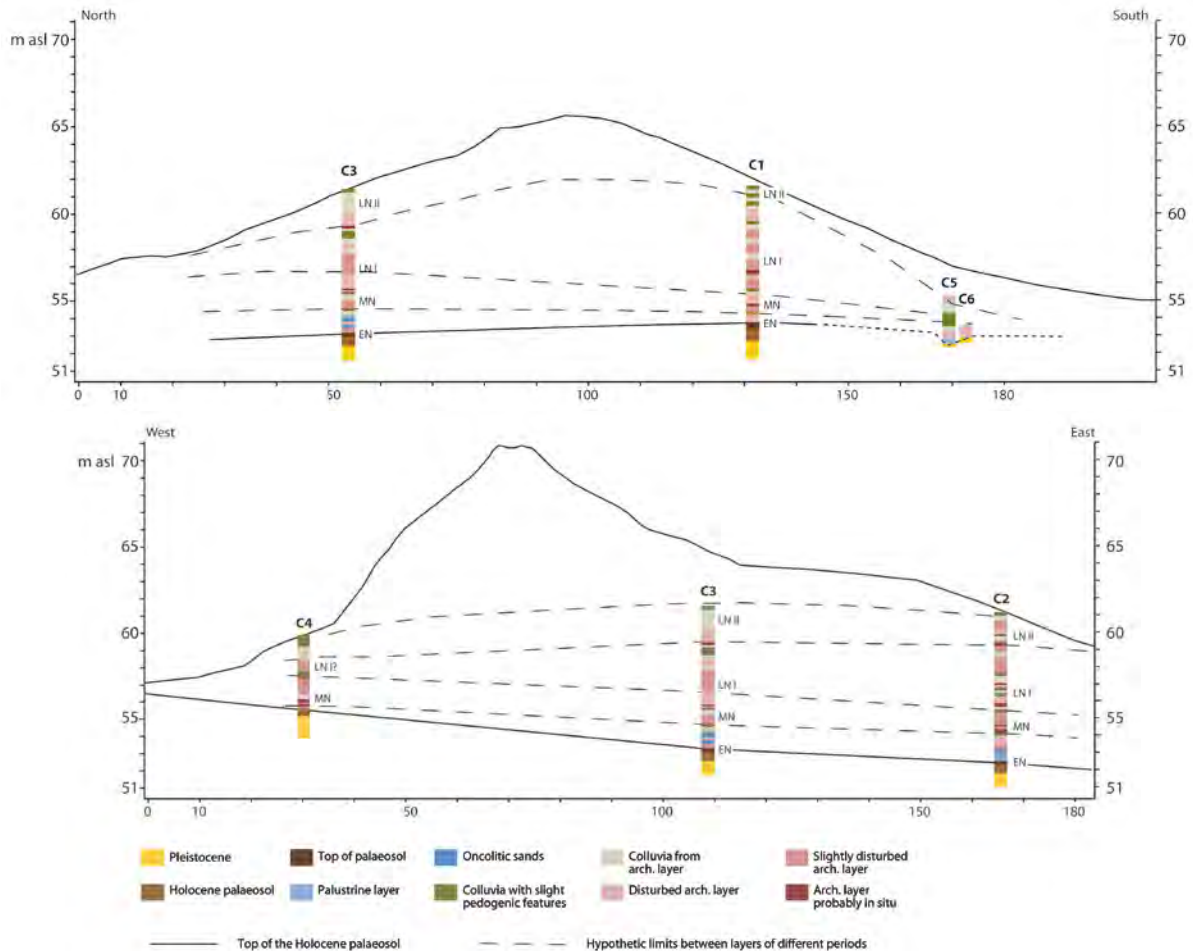 North
South
m asl 70
70
65
65
C3
C1
LN II
LN II
60
60
LN I
LN I
C5
55
MN
MN
C6
55
EN
EN
51
51
0 10 50 100 150 180
West
East
m asl 70
70
65
65
C4
C3
C2
60
LN II
LN II
60
LN I?
LN I
LN I
MN
MN
MN
55
55
EN
EN
51
51
0 10 50 100 150 180
Pleistocene
Top of palaeosol
Oncolitic sands
Colluvia from
arch. layer
Slightly disturbed
arch. layer
Holocene palaeosol
Palustrine layer
Colluvia with slight
pedogenic features
Disturbed arch. layer
Arch. layer
probably in situ
Top of the Holocene palaeosol
Hypothetic limits between layers of different periods